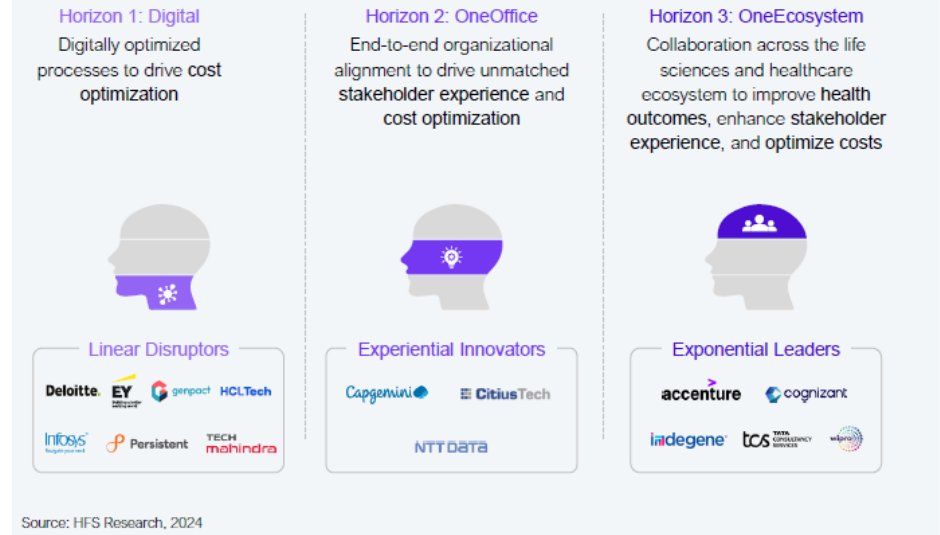 Horizon 1: Digital
Digitally optimized
processes to drive cost
optimization
Horizon 2: OneOffice
End-to-end organizational
alignment to drive unmatched
stakeholder experience and
cost optimization
Horizon 3: OneEcosystem
Collaboration across the life
sciences and healthcare
ecosystem to improve health
outcomes, enhance stakeholder
experience, and optimize costs
Linear Disruptors
Deloitte. EY genpact HCLTech
Infosys Persistent TECH
mahindra
Experiential Innovators
Capgemini CitiusTech
NTT DATA
Exponential Leaders
accenture cognizant
indegene tcs TATA
CONSULTANCY
SERVICES
wipro
Source: HFS Research, 2024